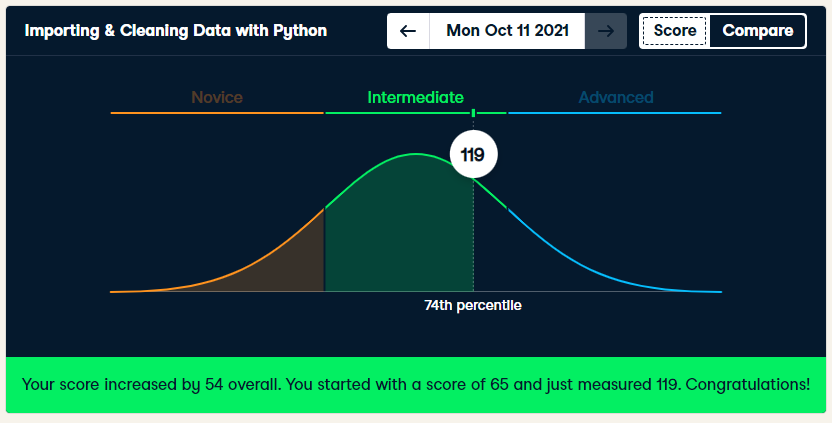 Importing & Cleaning Data with Python
← Mon Oct 11 2021 →
Score Compare
Novice Intermediate Advanced
119
74th percentile
Your score increased by 54 overall. You started with a score of 65 and just measured 119. Congratulations!